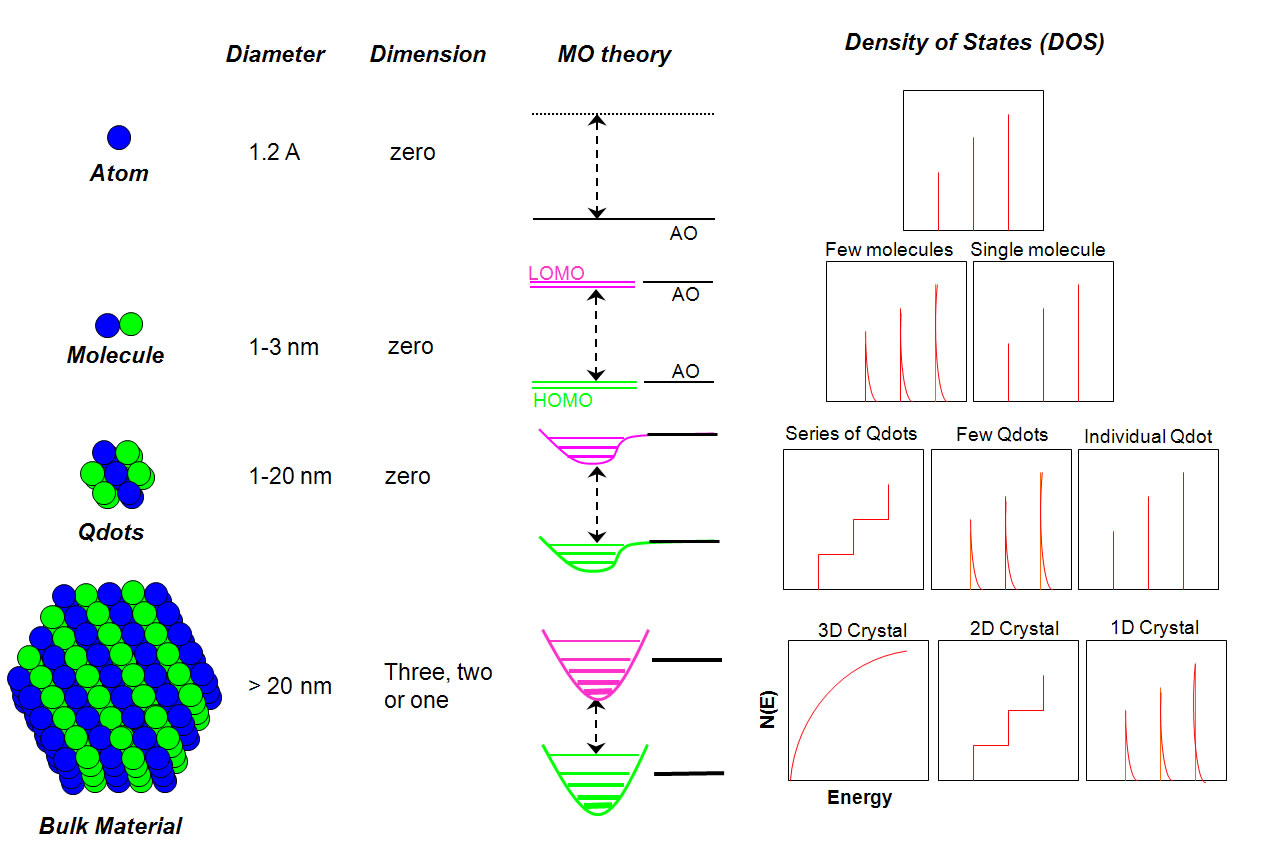 Diameter
Dimension
MO theory
Density of States (DOS)
Atom
1.2 A
zero
AO
Few molecules
Single molecule
LOMO
AO
Molecule
1-3 nm
zero
AO
HOMO
Series of Qdots
Few Qdots
Individual Qdot
Qdots
1-20 nm
zero
3D Crystal
2D Crystal
1D Crystal
Bulk Material
> 20 nm
Three, two
or one
N(E)
Energy